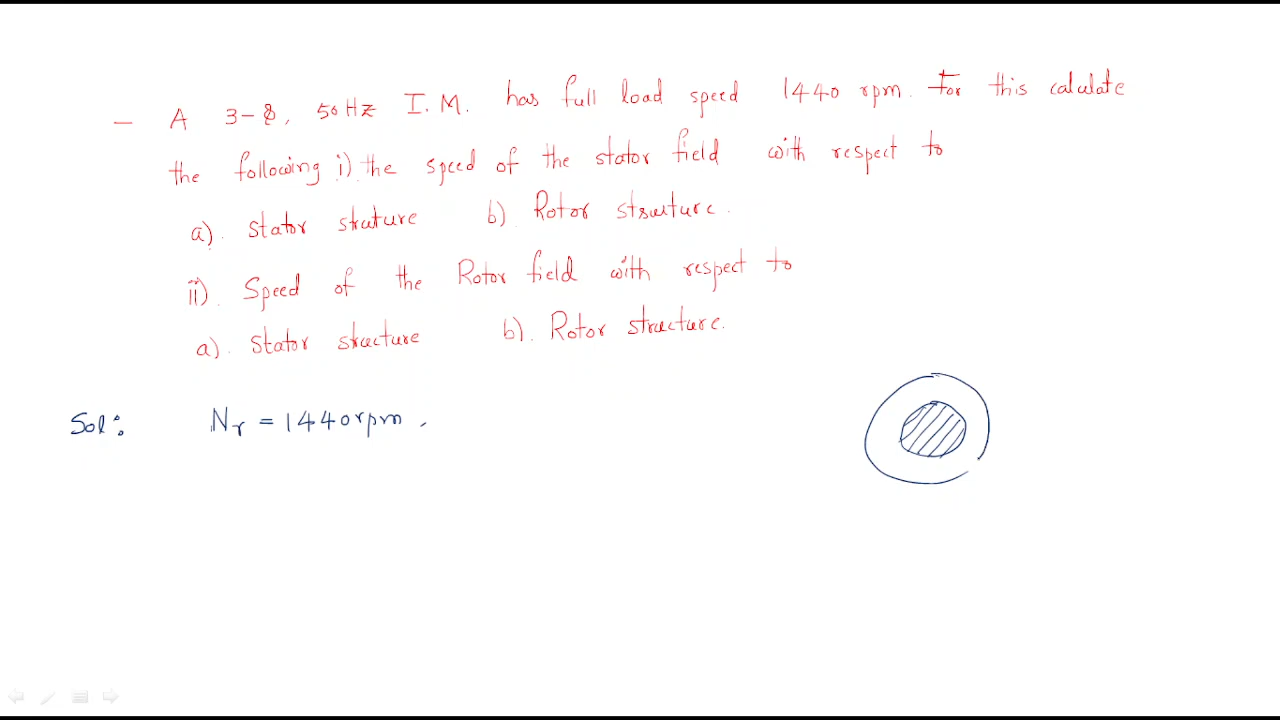 – A 3-φ, 50Hz I.M. has full load speed 1440 rpm. For this calulate
the following i) the speed of the stator field with respect to
a). Stator struture b) Rotor structure.
ii). Speed of the Rotor field with respect to
a). Stator structure b). Rotor structure.
Sol: Nr = 1440rpm,